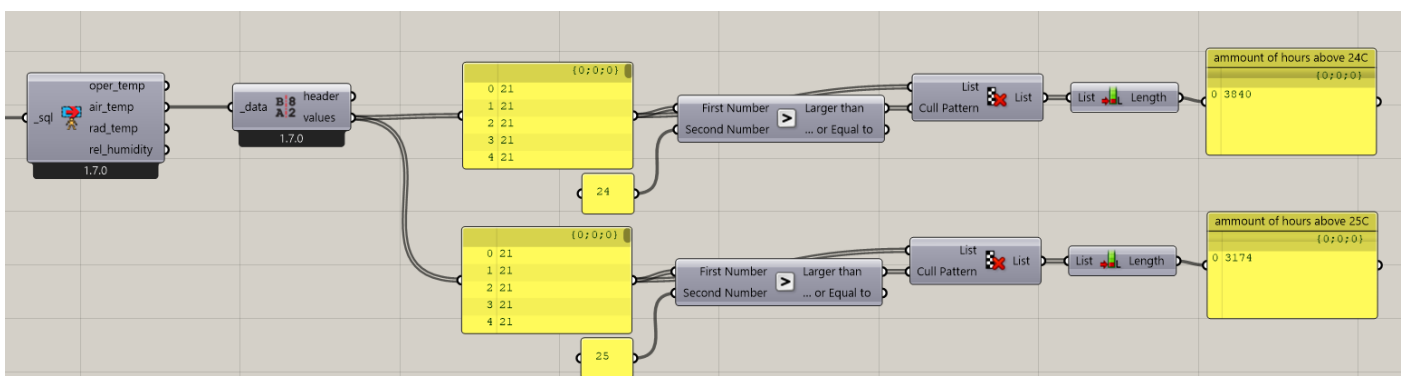 _sql
oper_temp
air_temp
rad_temp
rel_humidity
1.7.0
_data
header
values
1.7.0
{0;0;0}
0 21
1 21
2 21
3 21
4 21
24
First Number
Second Number
>
Larger than
... or Equal to
List
Cull Pattern
List
List
Length
ammount of hours above 24C
{0;0;0}
0 3840
{0;0;0}
0 21
1 21
2 21
3 21
4 21
25
First Number
Second Number
>
Larger than
... or Equal to
List
Cull Pattern
List
List
Length
ammount of hours above 25C
{0;0;0}
0 3174